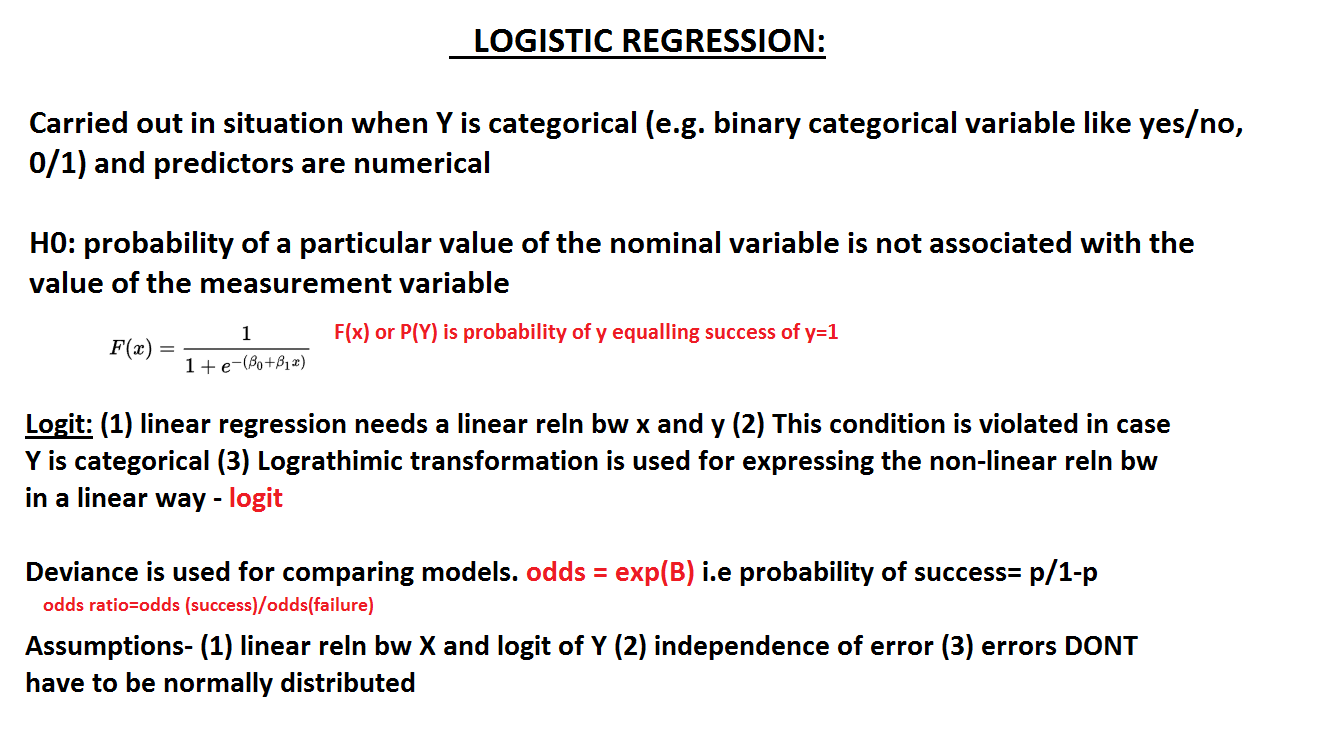 LOGISTIC REGRESSION:
Carried out in situation when Y is categorical (e.g. binary categorical variable like yes/no,
0/1) and predictors are numerical
H0: probability of a particular value of the nominal variable is not associated with the
value of the measurement variable
F(x) = 1 / (1 + e^−(β₀+β₁x)) F(x) or P(Y) is probability of y equalling success of y=1
Logit: (1) linear regression needs a linear reln bw x and y (2) This condition is violated in case
Y is categorical (3) Lograthimic transformation is used for expressing the non-linear reln bw
in a linear way - logit
Deviance is used for comparing models. odds = exp(B) i.e probability of success= p/1-p
odds ratio=odds (success)/odds(failure)
Assumptions- (1) linear reln bw X and logit of Y (2) independence of error (3) errors DONT
have to be normally distributed